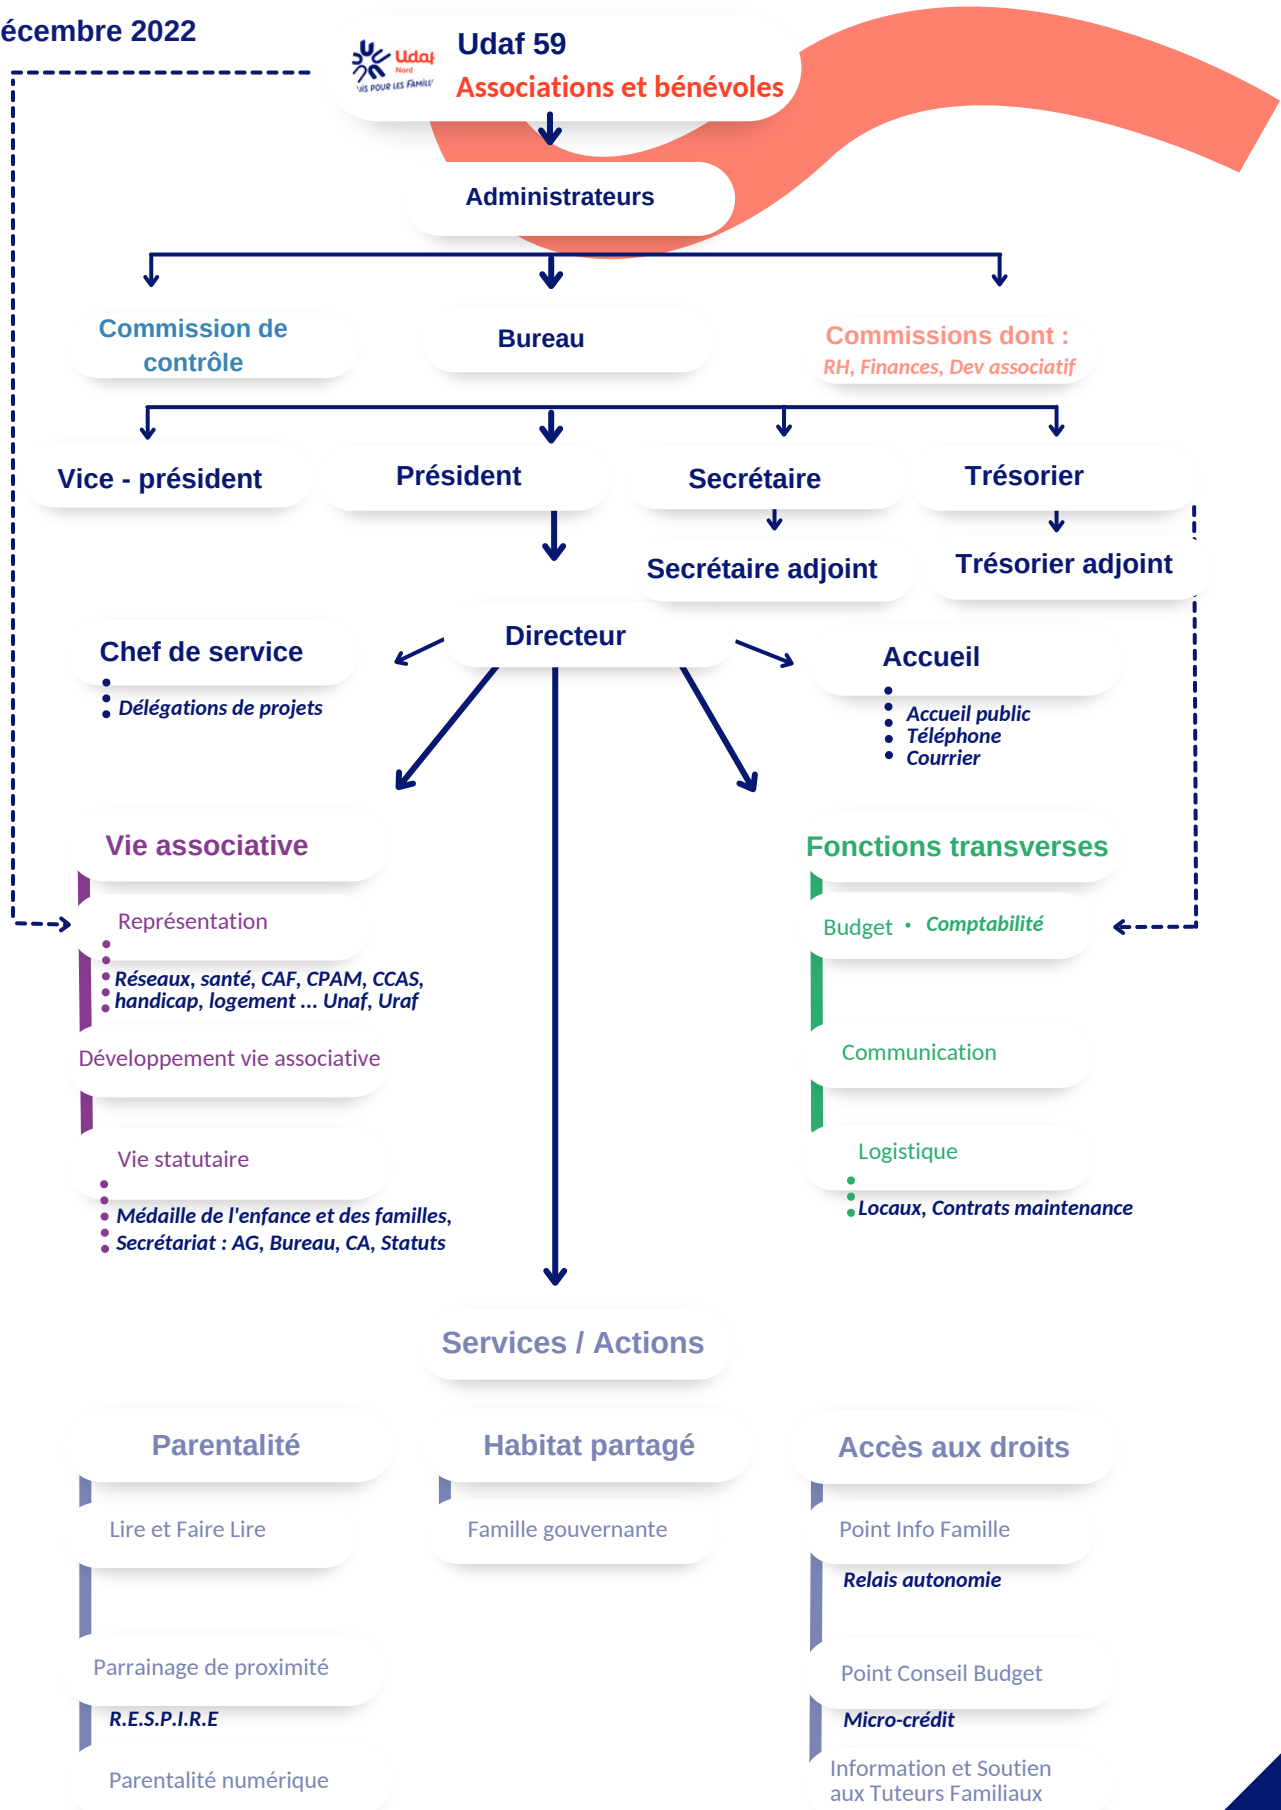 écembre 2022
Udaf 59
Udaf
Nord
POUR LES FAMILL
Associations et bénévoles
Administrateurs
Commission de
contrôle
Bureau
Commissions dont :
RH, Finances, Dev associatif
Vice - président
Président
Secrétaire
Trésorier
Secrétaire adjoint
Trésorier adjoint
Directeur
Chef de service
Délégations de projets
Accueil
Accueil public
Téléphone
Courrier
Vie associative
Représentation
Réseaux, santé, CAF, CPAM, CCAS,
handicap, logement ... Unaf, Uraf
Développement vie associative
Vie statutaire
Médaille de l'enfance et des familles,
Secrétariat : AG, Bureau, CA, Statuts
Fonctions transverses
Budget · Comptabilité
Communication
Logistique
Locaux, Contrats maintenance
Services / Actions
Parentalité
Lire et Faire Lire
Parrainage de proximité
R.E.S.P.I.R.E
Parentalité numérique
Habitat partagé
Famille gouvernante
Accès aux droits
Point Info Famille
Relais autonomie
Point Conseil Budget
Micro-crédit
Information et Soutien
aux Tuteurs Familiaux